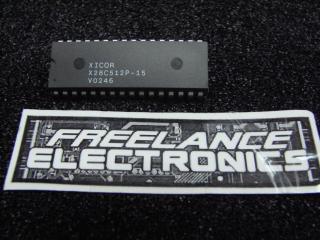 XICOR
X28C512P-15
V0246
FREELANCE
ELECTRONICS